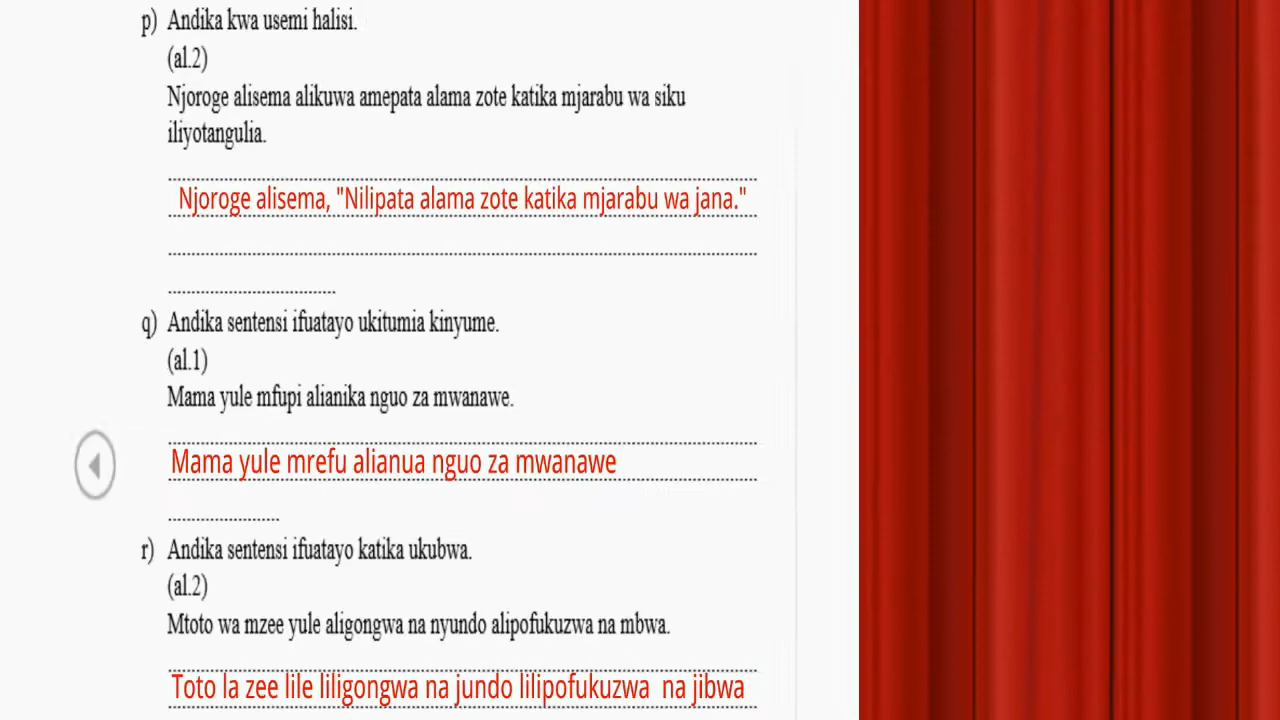 p) Andika kwa usemi halisi.
(al.2)
Njoroge alisema alikuwa amepata alama zote katika mjarabu wa siku
iliyotangulia.
Njoroge alisema, "Nilipata alama zote katika mjarabu wa jana."
q) Andika sentensi ifuatayo ukitumia kinyume.
(al.1)
Mama yule mfupi alianika nguo za mwanawe.
Mama yule mrefu alianua nguo za mwanawe
r) Andika sentensi ifuatayo katika ukubwa.
(al.2)
Mtoto wa mzee yule aligongwa na nyundo alipofukuzwa na mbwa.
Toto la zee lile liligongwa na jundo lilipofukuzwa na jibwa